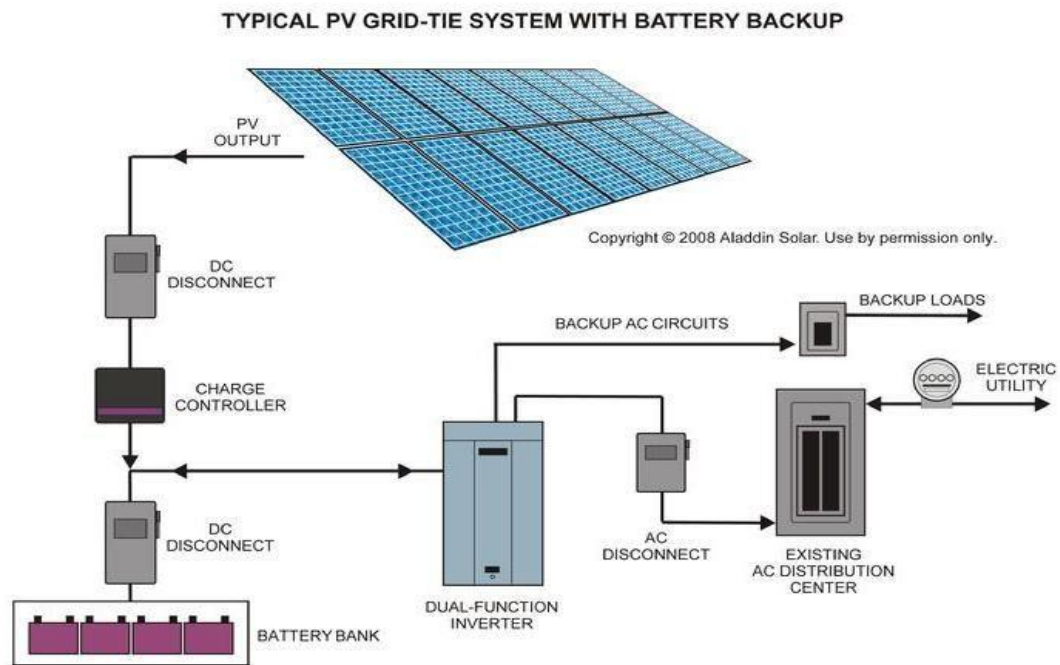 TYPICAL PV GRID-TIE SYSTEM WITH BATTERY BACKUP
PV
OUTPUT
Copyright © 2008 Aladdin Solar. Use by permission only.
DC
DISCONNECT
BACKUP LOADS
BACKUP AC CIRCUITS
ELECTRIC
UTILITY
CHARGE
CONTROLLER
DC
DISCONNECT
AC
DISCONNECT
EXISTING
AC DISTRIBUTION
CENTER
DUAL-FUNCTION
INVERTER
BATTERY BANK